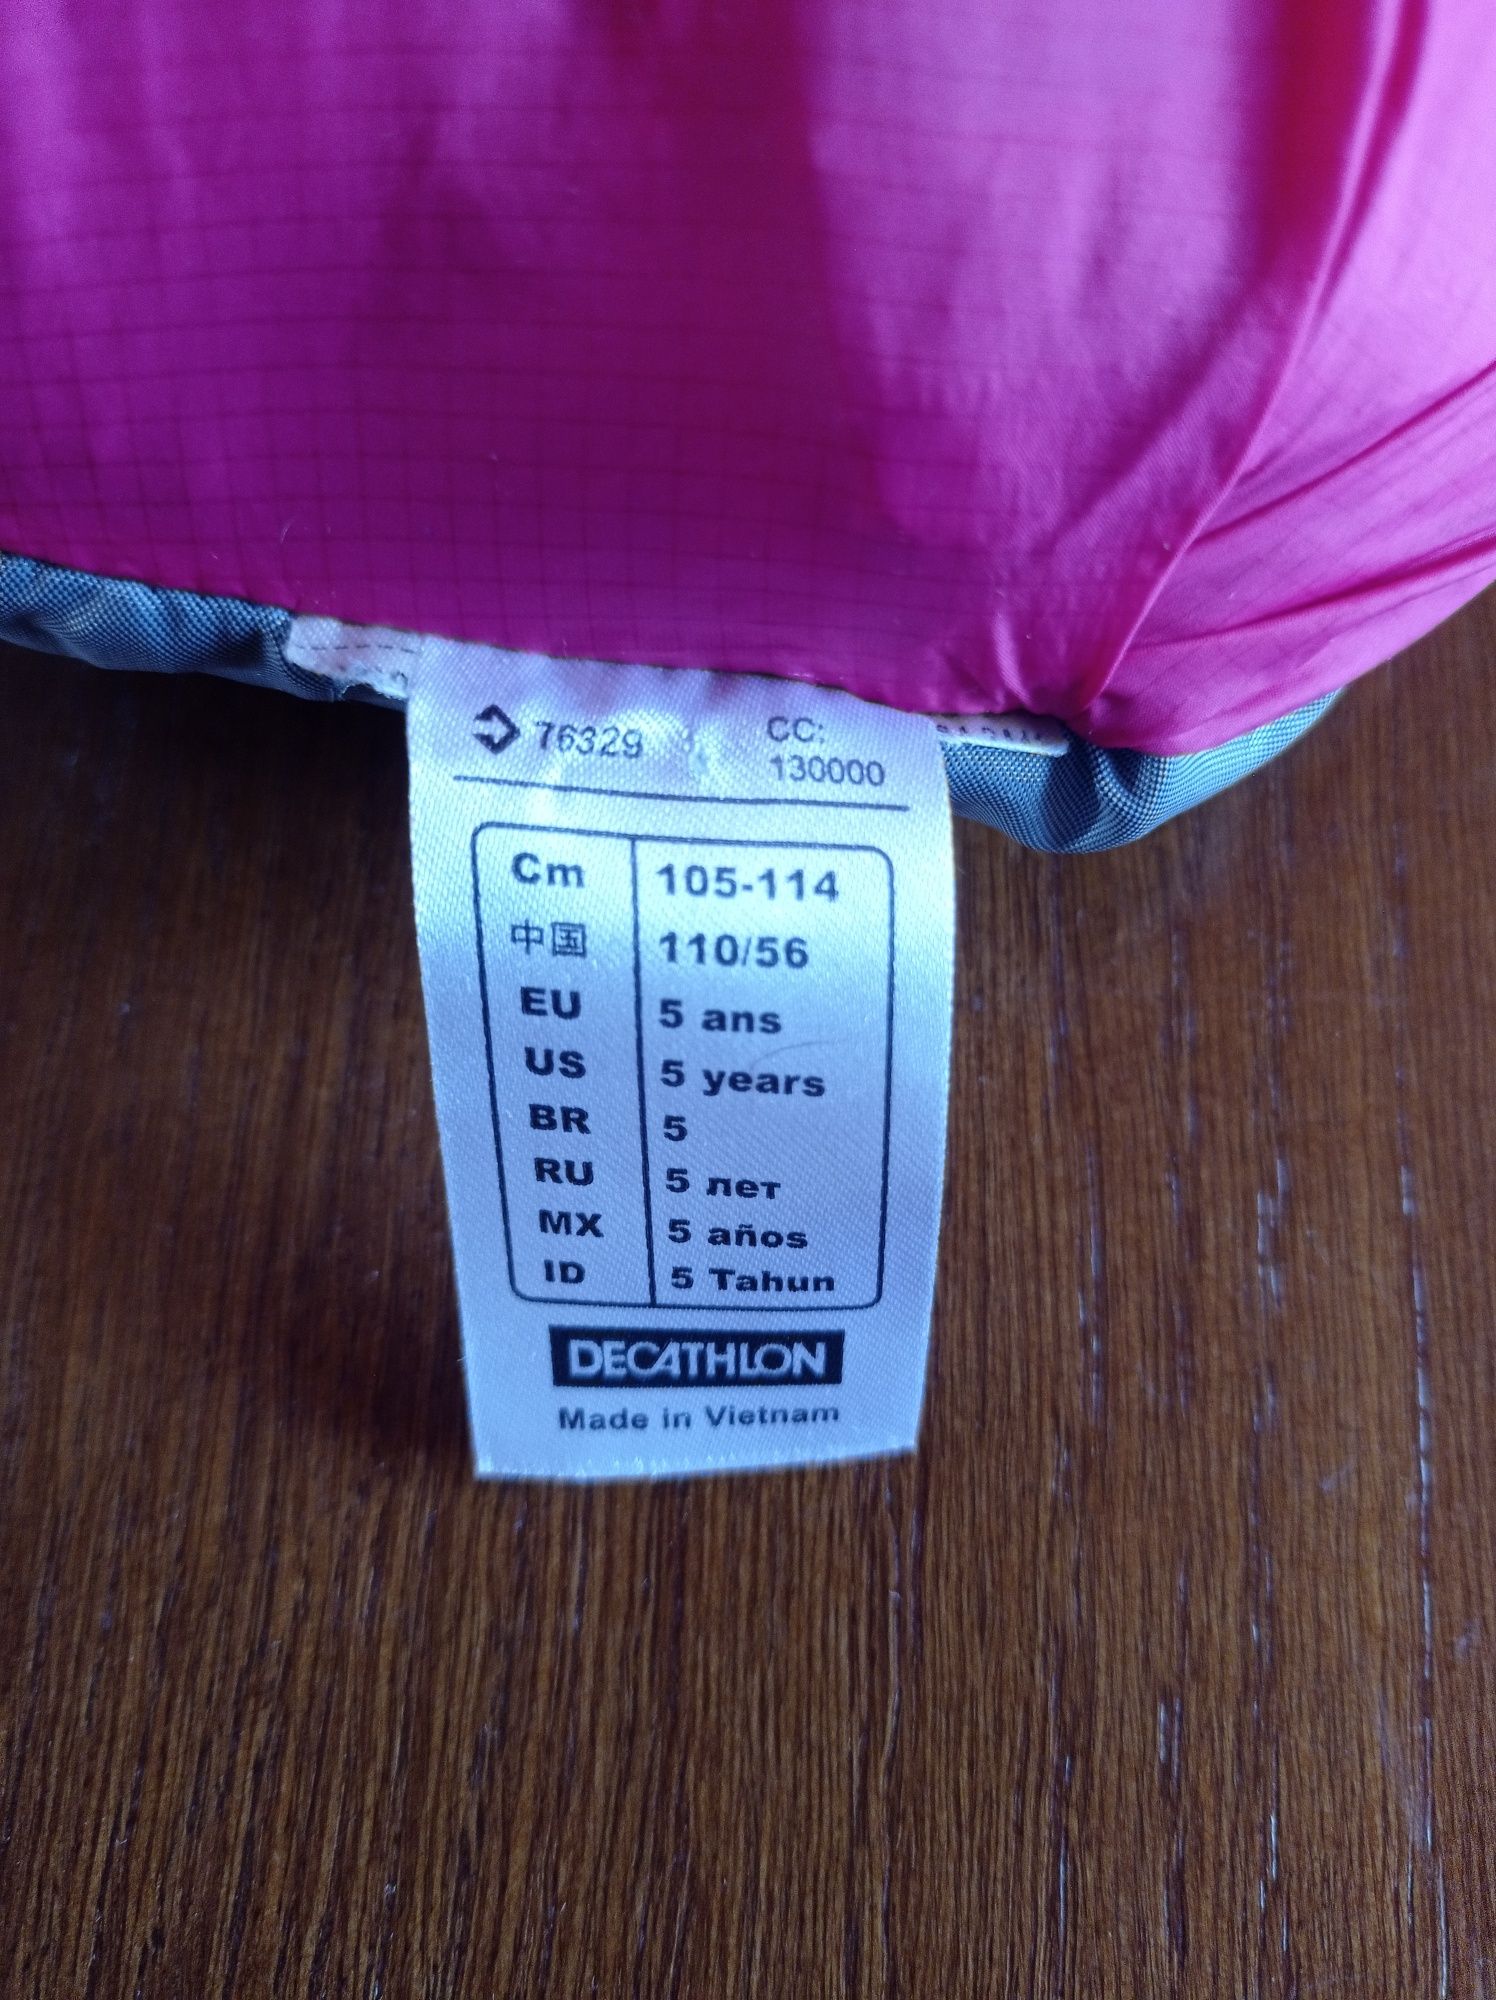 76329 CC:
130000
Cm 105-114
中国 110/56
EU 5 ans
US 5 years
BR 5
RU 5 лет
MX 5 años
ID 5 Tahun
DECATHLON
Made in Vietnam